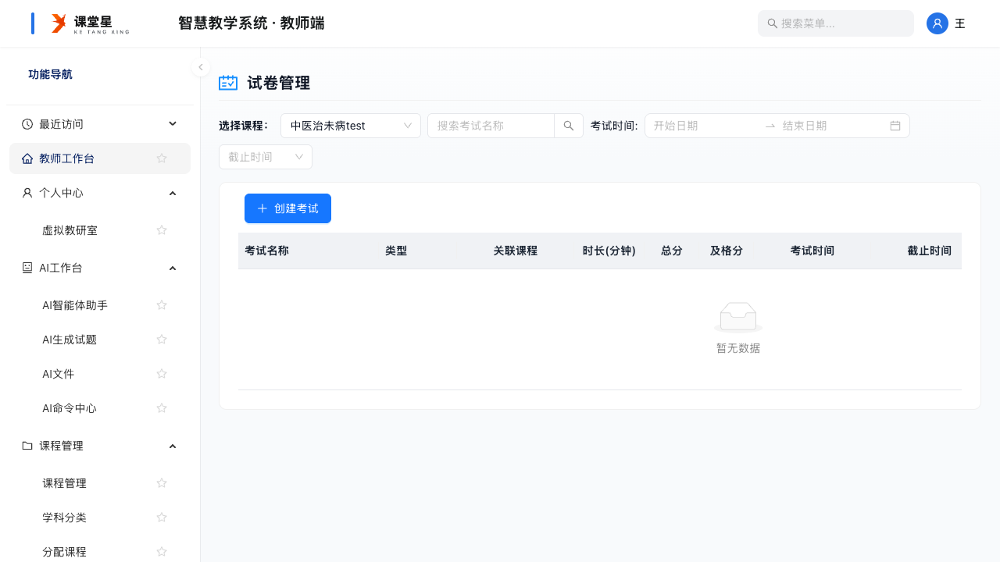 课堂星
KE TANG XING
智慧教学系统 · 教师端
搜索菜单...
王
功能导航
最近访问
教师工作台
个人中心
虚拟教研室
AI工作台
AI智能体助手
AI生成试题
AI文件
AI命令中心
课程管理
课程管理
学科分类
分配课程
试卷管理
选择课程： 中医治未病test 搜索考试名称 考试时间: 开始日期 结束日期
截止时间
创建考试
考试名称 类型 关联课程 时长(分钟) 总分 及格分 考试时间 截止时间
暂无数据